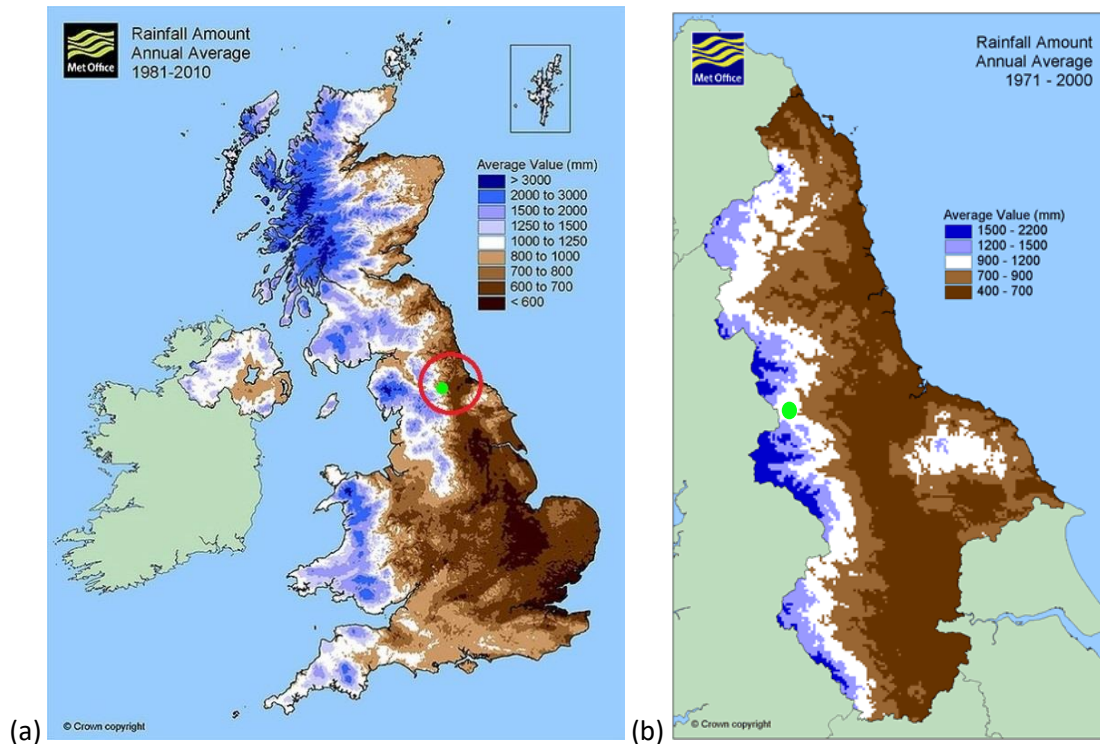 Met Office
Rainfall Amount
Annual Average
1981-2010
Average Value (mm)
> 3000
2000 to 3000
1500 to 2000
1250 to 1500
1000 to 1250
800 to 1000
700 to 800
600 to 700
< 600
(a)
© Crown copyright
Met Office
Rainfall Amount
Annual Average
1971 - 2000
Average Value (mm)
1500 - 2200
1200 - 1500
900 - 1200
700 - 900
400 - 700
(b)
© Crown copyright